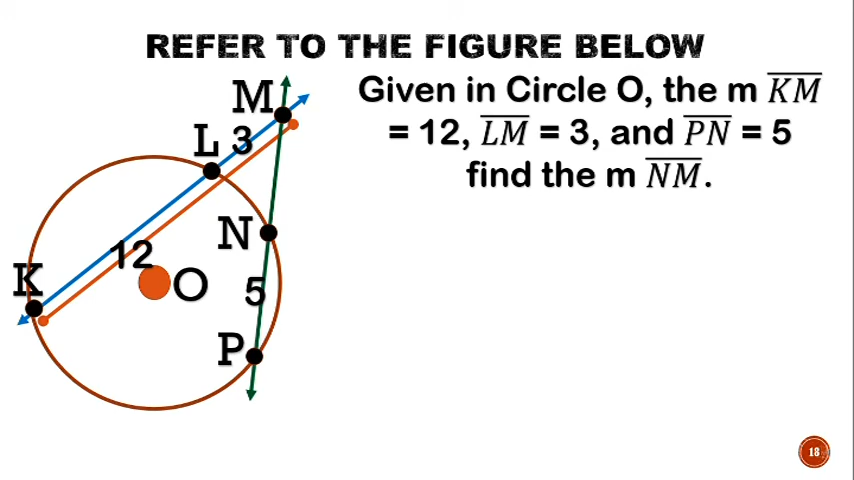 REFER TO THE FIGURE BELOW
Given in Circle O, the m KM
= 12, LM = 3, and PN = 5
find the m NM.
M
L 3
N
12
K
O
5
P
18